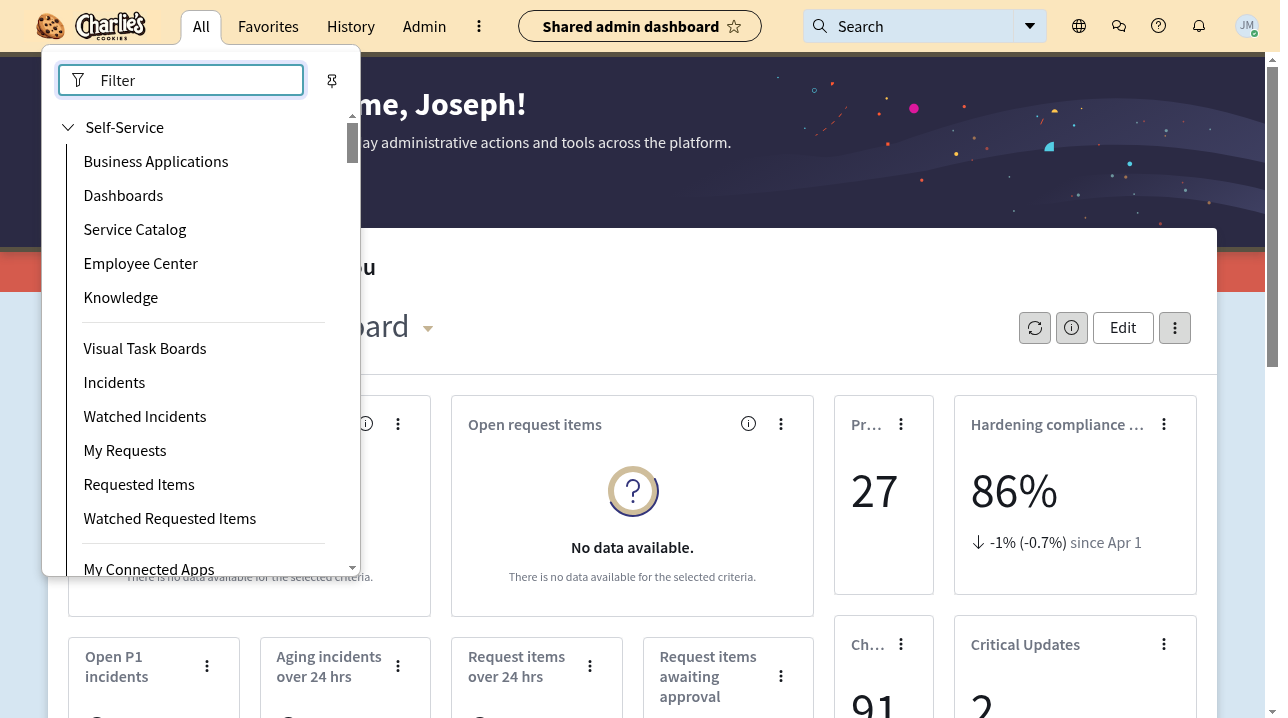 Charlie's
COOKIES
All
Favorites
History
Admin
Shared admin dashboard
Search
JM
Filter
me, Joseph!
ay administrative actions and tools across the platform.
Self-Service
Business Applications
Dashboards
Service Catalog
Employee Center
Knowledge
Visual Task Boards
Incidents
Watched Incidents
My Requests
Requested Items
Watched Requested Items
My Connected Apps
ou
oard
Edit
There is no data available for the selected criteria.
Open request items
?
No data available.
There is no data available for the selected criteria.
Pr...
27
Hardening compliance ...
86%
-1% (-0.7%) since Apr 1
Open P1
incidents
Aging incidents
over 24 hrs
Request items
over 24 hrs
Request items
awaiting
approval
Ch...
91
Critical Updates
2